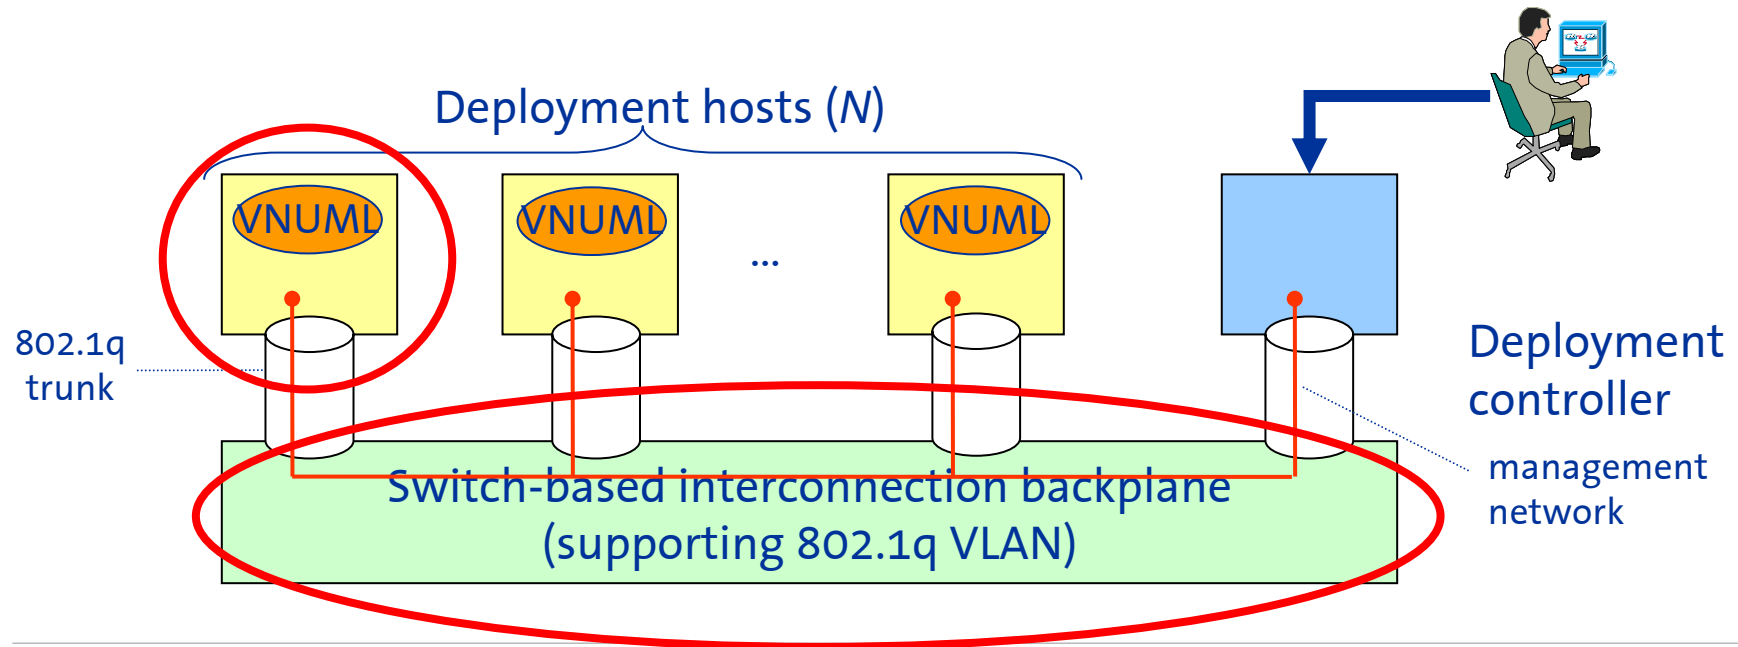 Deployment hosts (N)
VNUML
VNUML
VNUML
...
802.1q
trunk
Deployment
controller
management
network
Switch-based interconnection backplane
(supporting 802.1q VLAN)